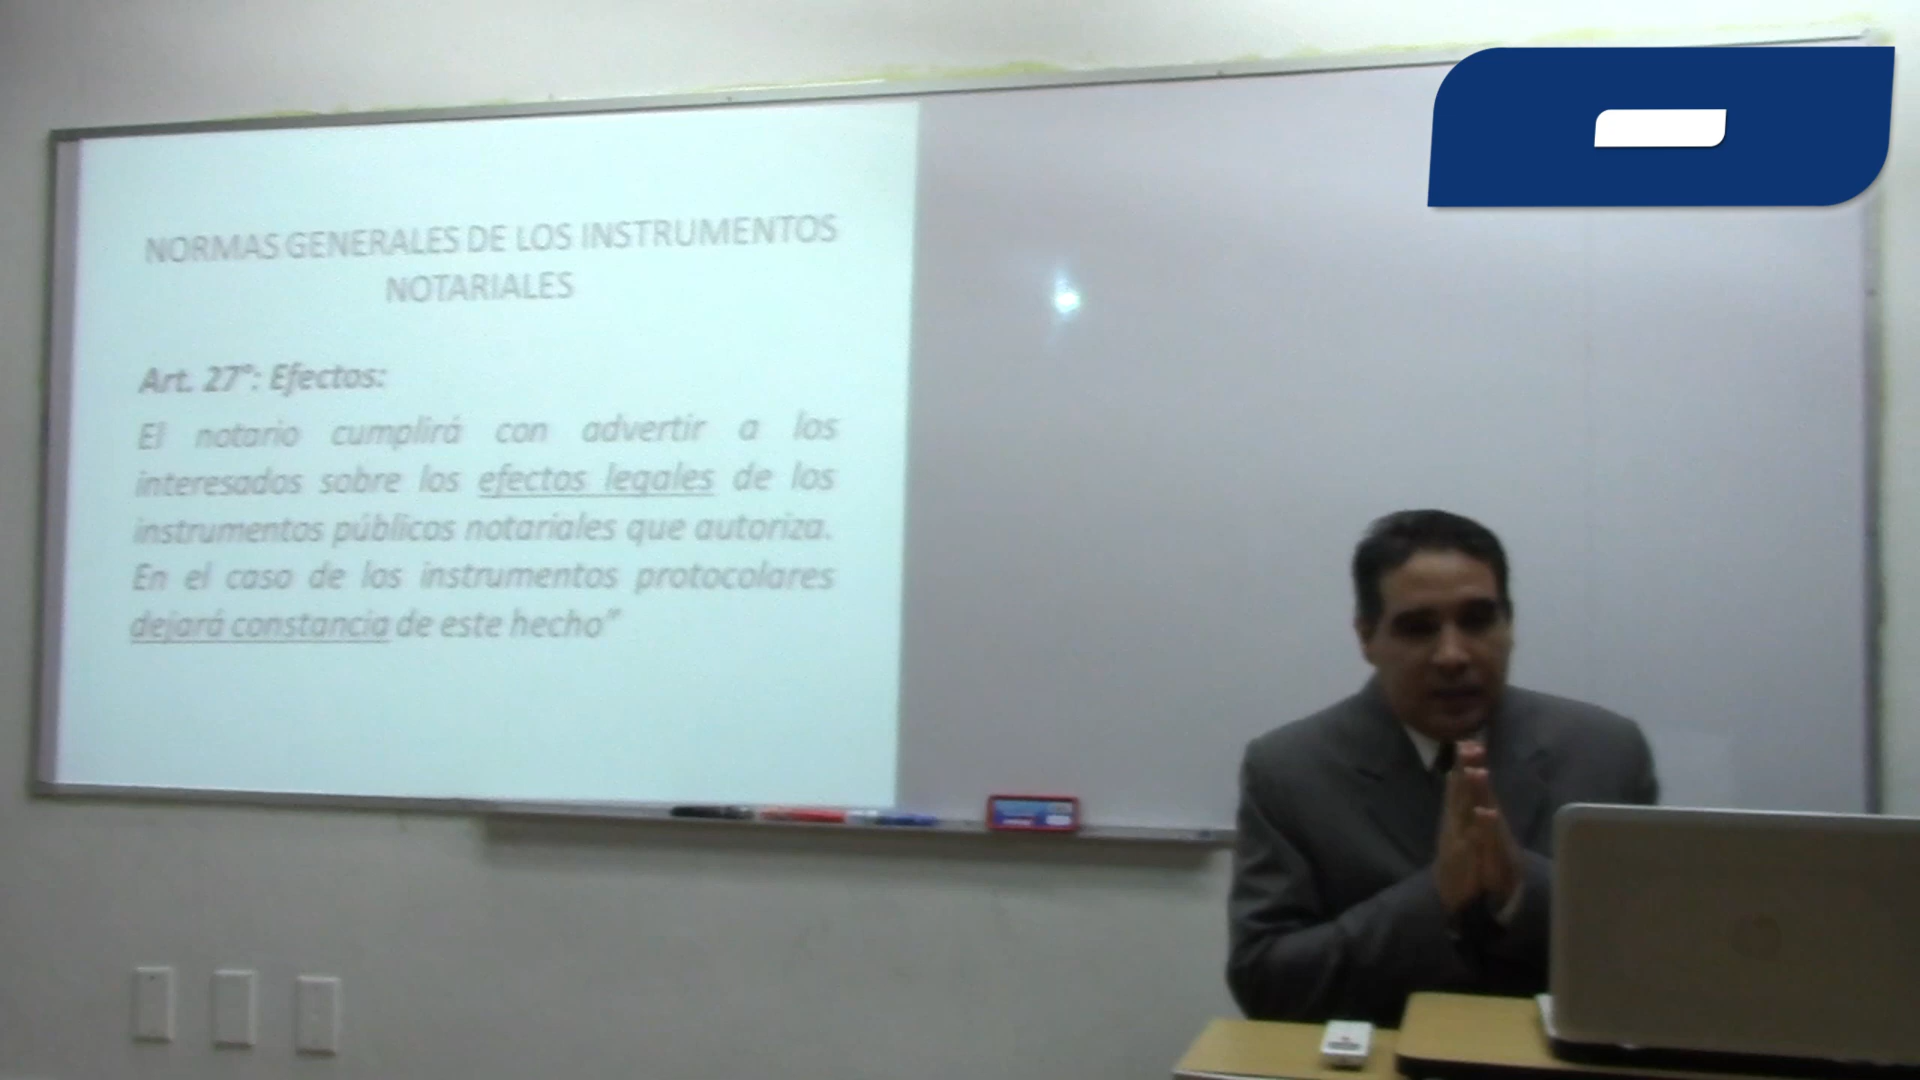 NORMAS GENERALES DE LOS INSTRUMENTOS
NOTARIALES
Art. 27°: Efectos:
El notario cumplirá con advertir a los
interesados sobre los efectos legales de los
instrumentos públicos notariales que autoriza.
En el caso de los instrumentos protocolares
dejará constancia de este hecho"